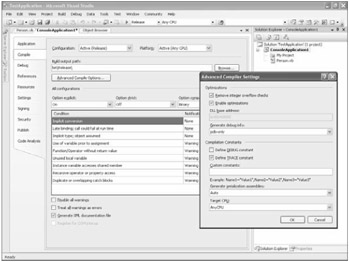 TestApplication - Microsoft Visual Studio
File Edit View Project Build Debug Data Tools Test Window Community Help
Release
Any CPU
Person.vb ConsoleApplication1* Object Browser
Application
Compile
Debug
References
Resources
Settings
Signing
Security
Publish
Code Analysis
Configuration: Active (Release) Platform: Active (Any CPU)
Build output path:
bin\Release\
Browse...
Advanced Compile Options...
All configurations
Option explicit: Option strict: Option compare:
On Off Binary
Condition Notification
Implicit conversion None
Late binding; call could fail at run time None
Implicit type; object assumed None
Use of variable prior to assignment Warning
Function/Operator without return value Warning
Unused local variable Warning
Instance variable accesses shared member Warning
Recursive operator or property access Warning
Duplicate or overlapping catch blocks Warning
Disable all warnings
Treat all warnings as errors
Generate XML documentation file
Register for COM interop
Solution Explorer - ConsoleApplication1
Solution 'TestApplication' (1 project)
ConsoleApplication1
My Project
Person.vb
Advanced Compiler Settings
Optimizations
Remove integer overflow checks
Enable optimizations
DLL base address:
Generate debug info:
pdb-only
Compilation Constants
Define DEBUG constant
Define TRACE constant
Custom constants:
Example: Name1="Value1",Name2="Value2",Name3="Value3"
Generate serialization assemblies:
Auto
Target CPU:
AnyCPU
OK Cancel
Solution Explorer Properties
Ready